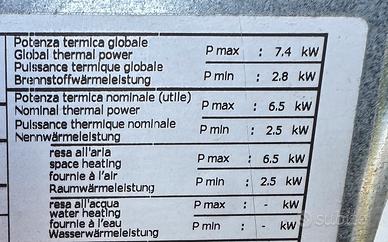 Potenza termica globale
Global thermal power
Puissance termique globale
Brennstoffwärmeleistung
P max : 7.4 kW
P min : 2.8 kW
Potenza termica nominale (utile)
Nominal thermal power
Puissance thermique nominale
Nennwärmeleistung
P max : 6.5 kW
P min : 2.5 kW
resa all'aria
space heating
fournie à l'air
Raumwärmeleistung
P max : 6.5 kW
P min : 2.5 kW
resa all'acqua
water heating
fournie à l'eau
Wasserwärmeleistung
P max : - kW
P min : - kW
subito